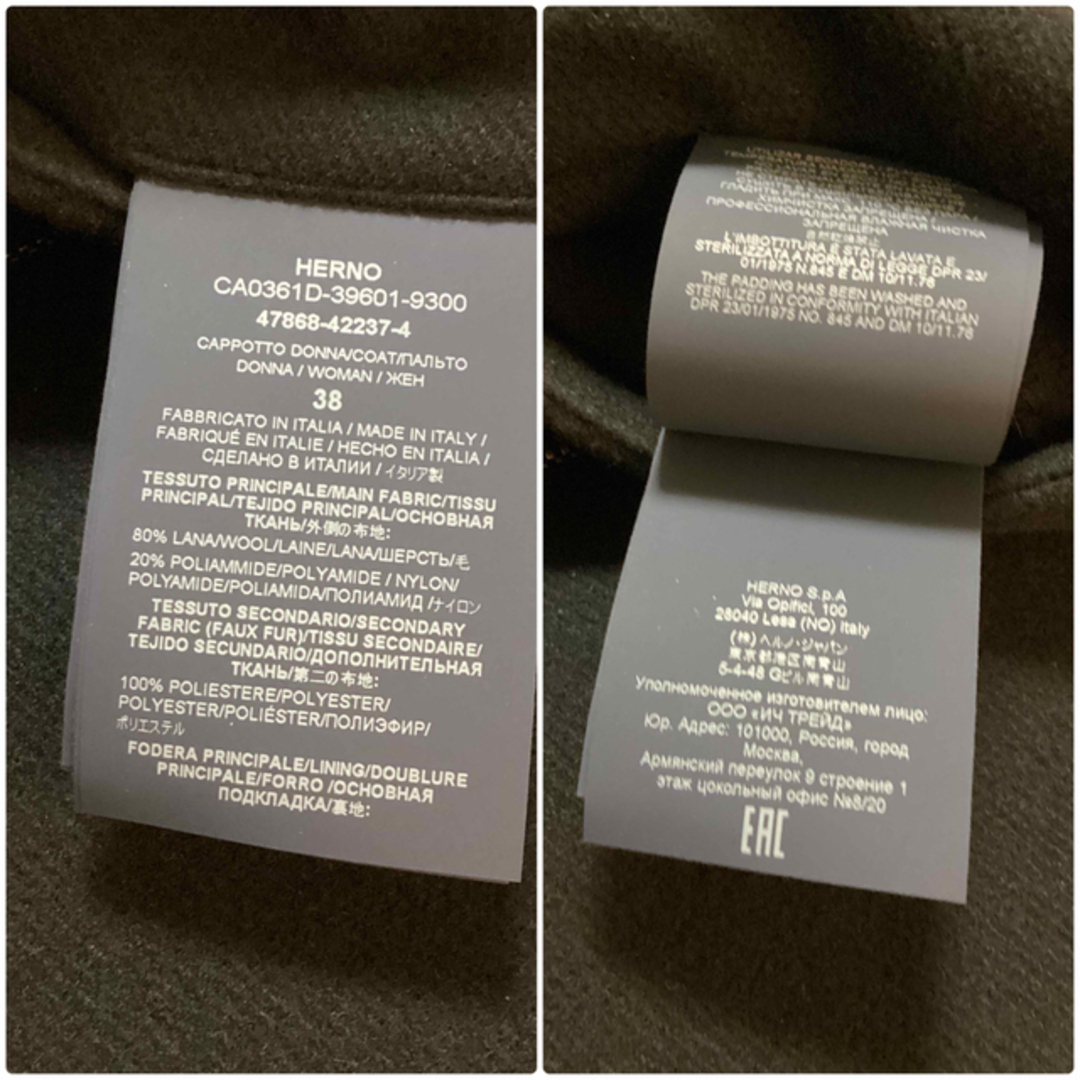 HERNO
CA0361D-39601-9300
47868-42237-4
CAPPOTTO DONNA/COAT/ПАЛЬТО
DONNA / WOMAN / ЖЕН
38
FABBRICATO IN ITALIA / MADE IN ITALY /
FABRIQUÉ EN ITALIE / HECHO EN ITALIA /
СДЕЛАНО В ИТАЛИИ / イタリア製
TESSUTO PRINCIPALE/MAIN FABRIC/TISSU
PRINCIPAL/TEJIDO PRINCIPAL/ОСНОВНАЯ
ТКАНЬ/外側の布地:
80% LANA/WOOL/LAINE/LANA/ШЕРСТЬ/毛
20% POLIAMMIDE/POLYAMIDE / NYLON/
POLYAMIDE/POLIAMIDA/ПОЛИАМИД /ナイロン
TESSUTO SECONDARIO/SECONDARY
FABRIC (FAUX FUR)/TISSU SECONDAIRE/
TEJIDO SECUNDARIO/ДОПОЛНИТЕЛЬНАЯ
ТКАНЬ/第二の布地:
100% POLIESTERE/POLYESTER/
POLYESTER/POLIÉSTER/ПОЛИЭФИР/
ポリエステル
FODERA PRINCIPALE/LINING/DOUBLURE
PRINCIPALE/FORRO /ОСНОВНАЯ
ПОДКЛАДКА/裏地:
ГЛАДИТЬ ПРИ
ХИМЧИСТКА ЗАПРЕЩЕНА
ПРОФЕССИОНАЛЬНАЯ ВЛАЖНАЯ ЧИСТКА
ЗАПРЕЩЕНА
L'IMBOTTITURA È STATA LAVATA E
STERILIZZATA A NORMA DI LEGGE DPR 23/
01/1975 N.845 E DM 10/11.76
THE PADDING HAS BEEN WASHED AND
STERILIZED IN CONFORMITY WITH ITALIAN
DPR 23/01/1975 NO. 845 AND DM 10/11.76
HERNO S.p.A
Via Opifici, 100
28040 Lesa (NO) Italy
(株) ヘルノ・ジャパン
東京都港区南青山
5-4-48 Gビル南青山
Уполномоченное изготовителем лицо:
ООО «ИЧ ТРЕЙД»
Юр. Адрес: 101000, Россия, город
Москва,
Армянский переулок 9 строение 1
этаж цокольный офис №8/20
EAC